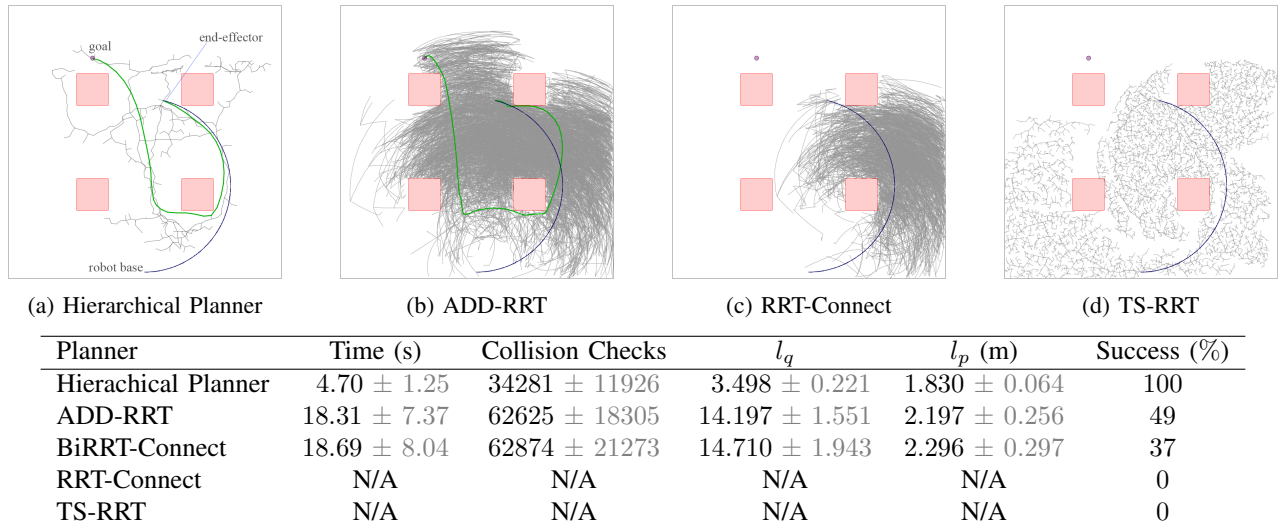 goal
end-effector
robot base
(a) Hierarchical Planner
(b) ADD-RRT
(c) RRT-Connect
(d) TS-RRT
Planner Time (s) Collision Checks l_q l_p (m) Success (%)
Hierachical Planner 4.70 ± 1.25 34281 ± 11926 3.498 ± 0.221 1.830 ± 0.064 100
ADD-RRT 18.31 ± 7.37 62625 ± 18305 14.197 ± 1.551 2.197 ± 0.256 49
BiRRT-Connect 18.69 ± 8.04 62874 ± 21273 14.710 ± 1.943 2.296 ± 0.297 37
RRT-Connect N/A N/A N/A N/A 0
TS-RRT N/A N/A N/A N/A 0